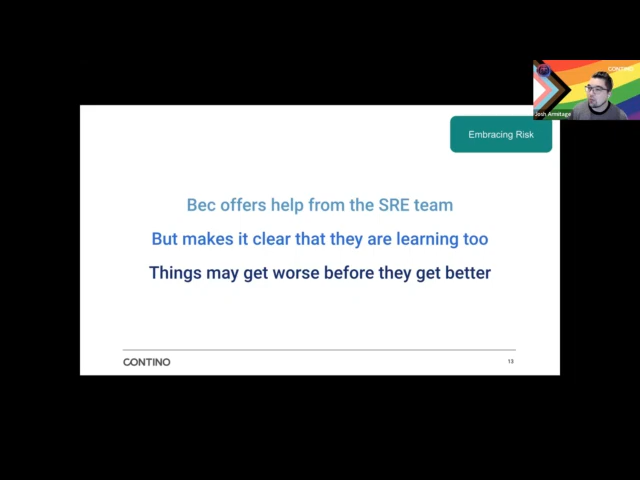 CONTINO
Josh Armitage
Embracing Risk
Bec offers help from the SRE team
But makes it clear that they are learning too
Things may get worse before they get better
CONTINO
13